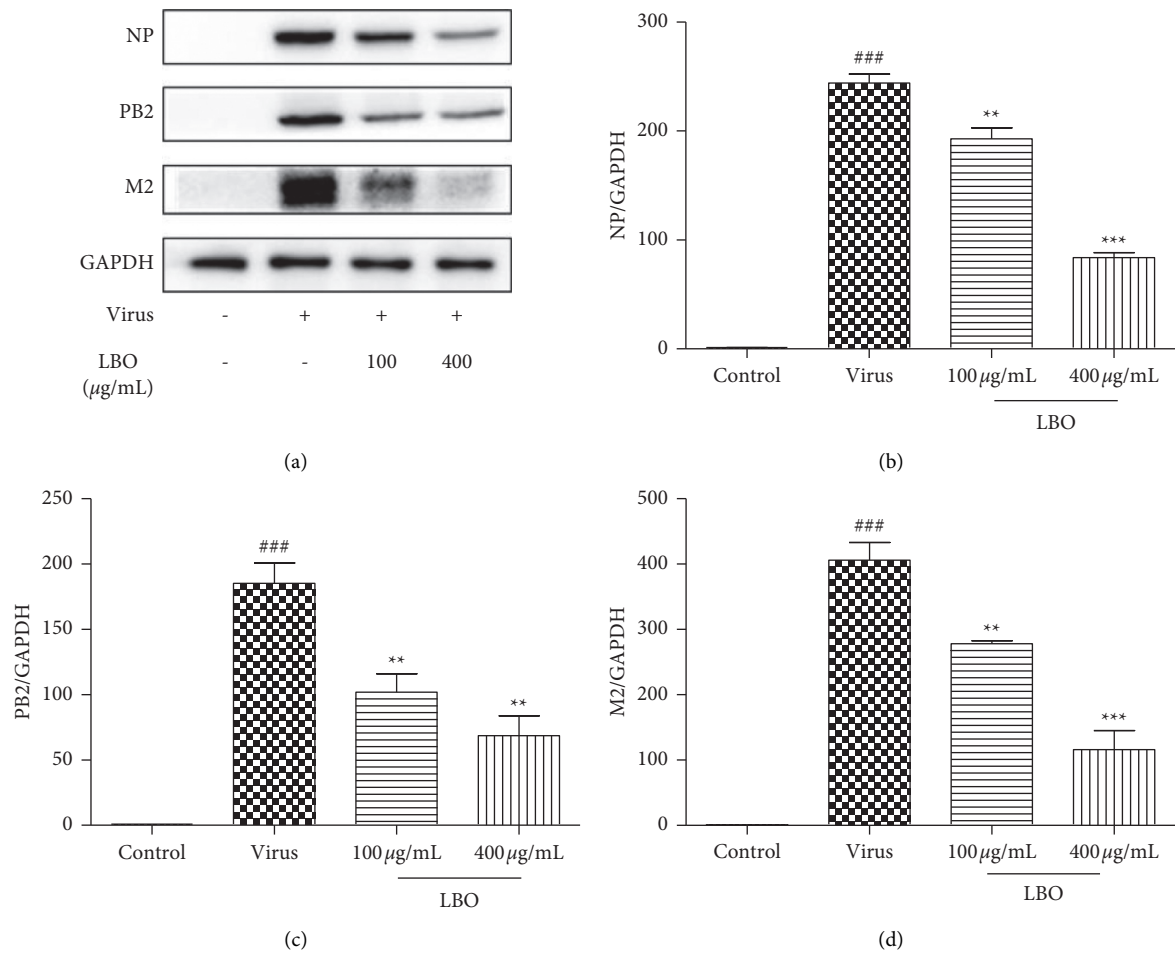 NP
PB2
M2
GAPDH
Virus - + + +
LBO - - 100 400
(μg/mL)
(a)
300
200
100
0
NP/GAPDH
###
**
***
Control Virus 100 μg/mL 400 μg/mL
LBO
(b)
250
200
150
100
50
0
PB2/GAPDH
###
**
**
Control Virus 100 μg/mL 400 μg/mL
LBO
(c)
500
400
300
200
100
0
M2/GAPDH
###
**
***
Control Virus 100 μg/mL 400 μg/mL
LBO
(d)